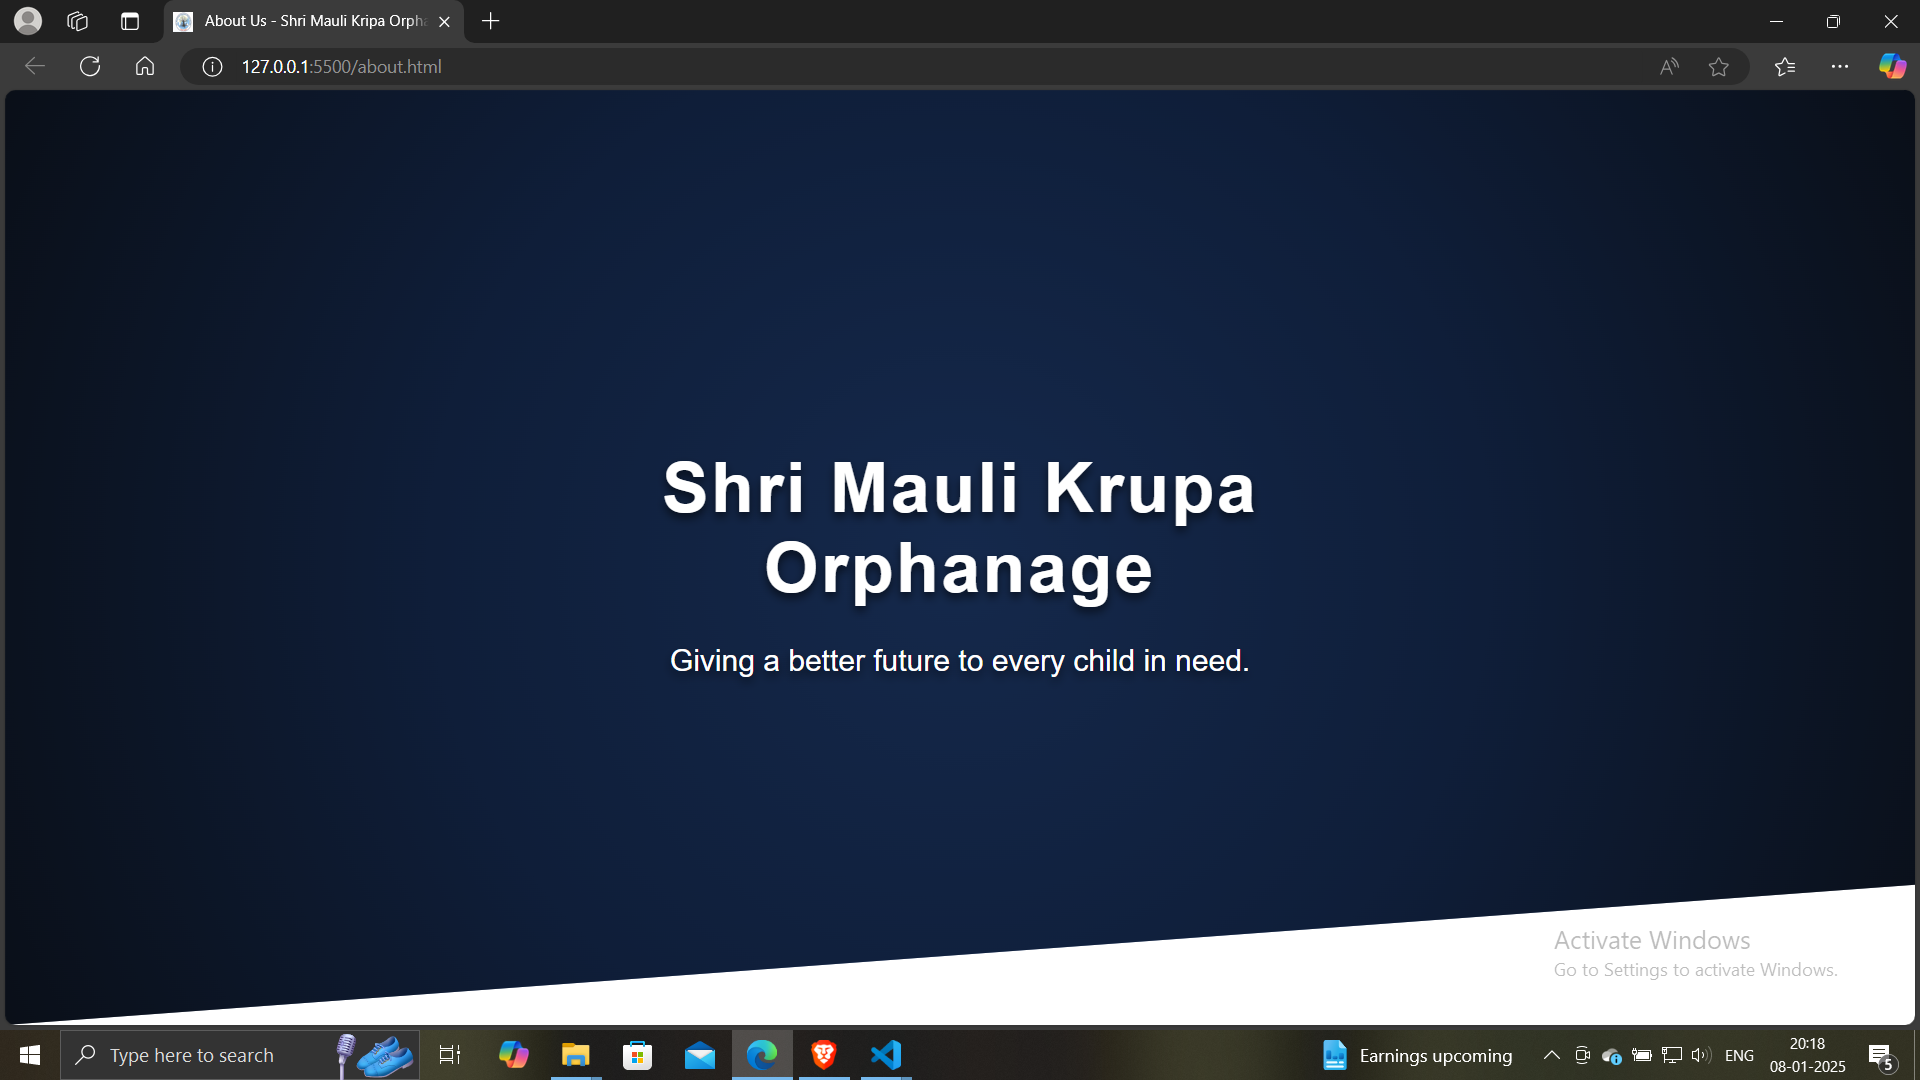 About Us - Shri Mauli Kripa Orph
127.0.0.1:5500/about.html
Shri Mauli Krupa
Orphanage
Giving a better future to every child in need.
Activate Windows
Go to Settings to activate Windows.
Type here to search
Earnings upcoming
ENG
20:18
08-01-2025
5